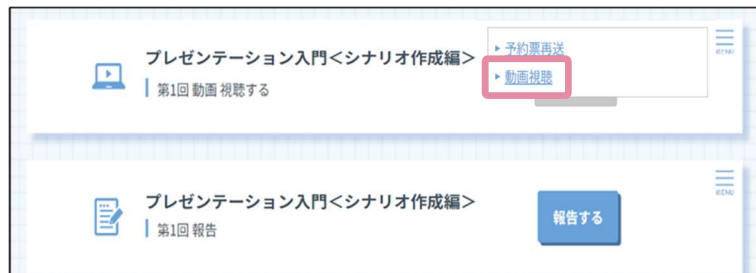 プレゼンテーション入門＜シナリオ作成編＞
第1回 動画 視聴する
予約票再送
動画視聴
MENU
プレゼンテーション入門＜シナリオ作成編＞
第1回 報告
報告する
MENU